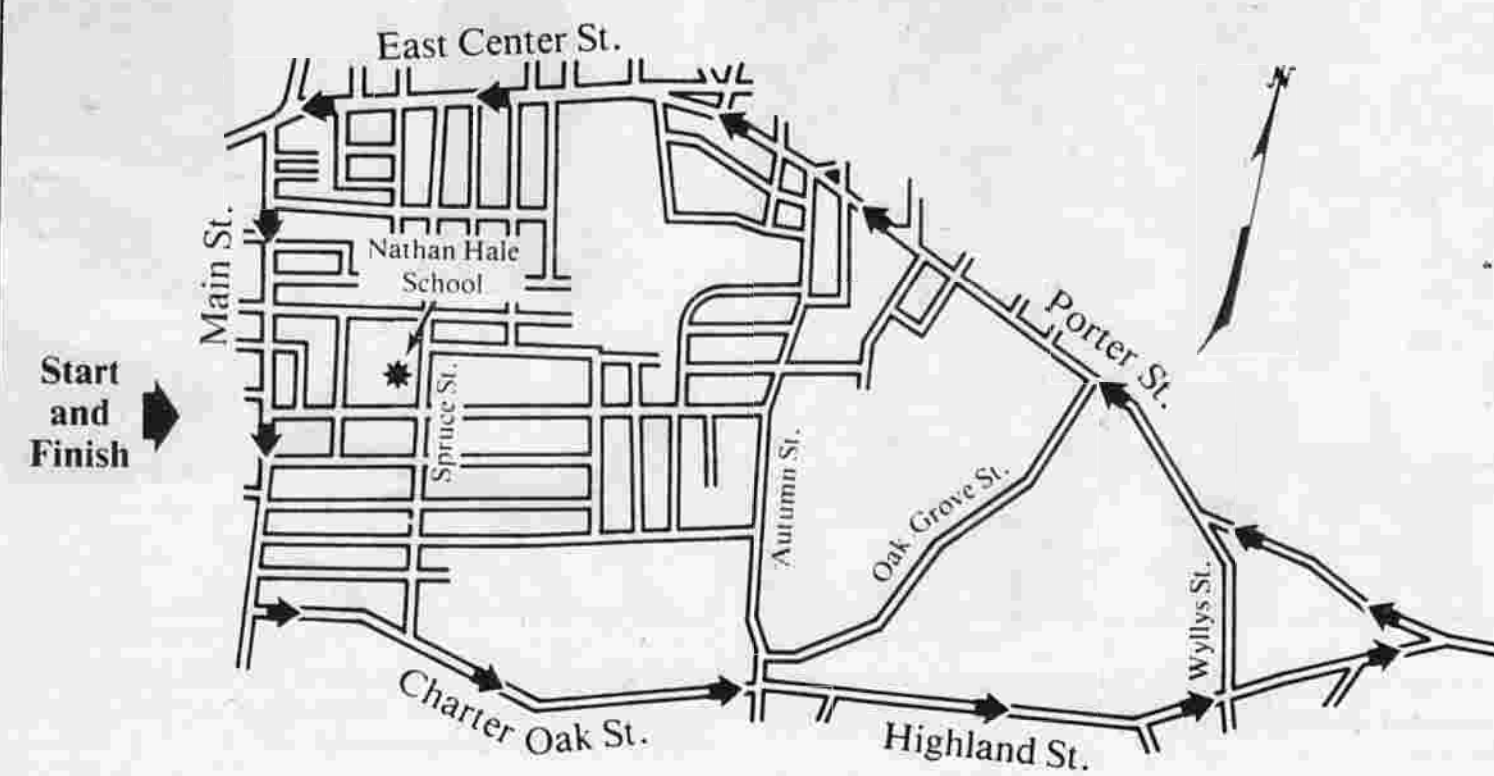 East Center St.
N
Main St.
Nathan Hale
School
Porter St.
Start
and
Finish
Spruce St.
Autumn St.
Oak Grove St.
Wyllys St.
Charter Oak St.
Highland St.